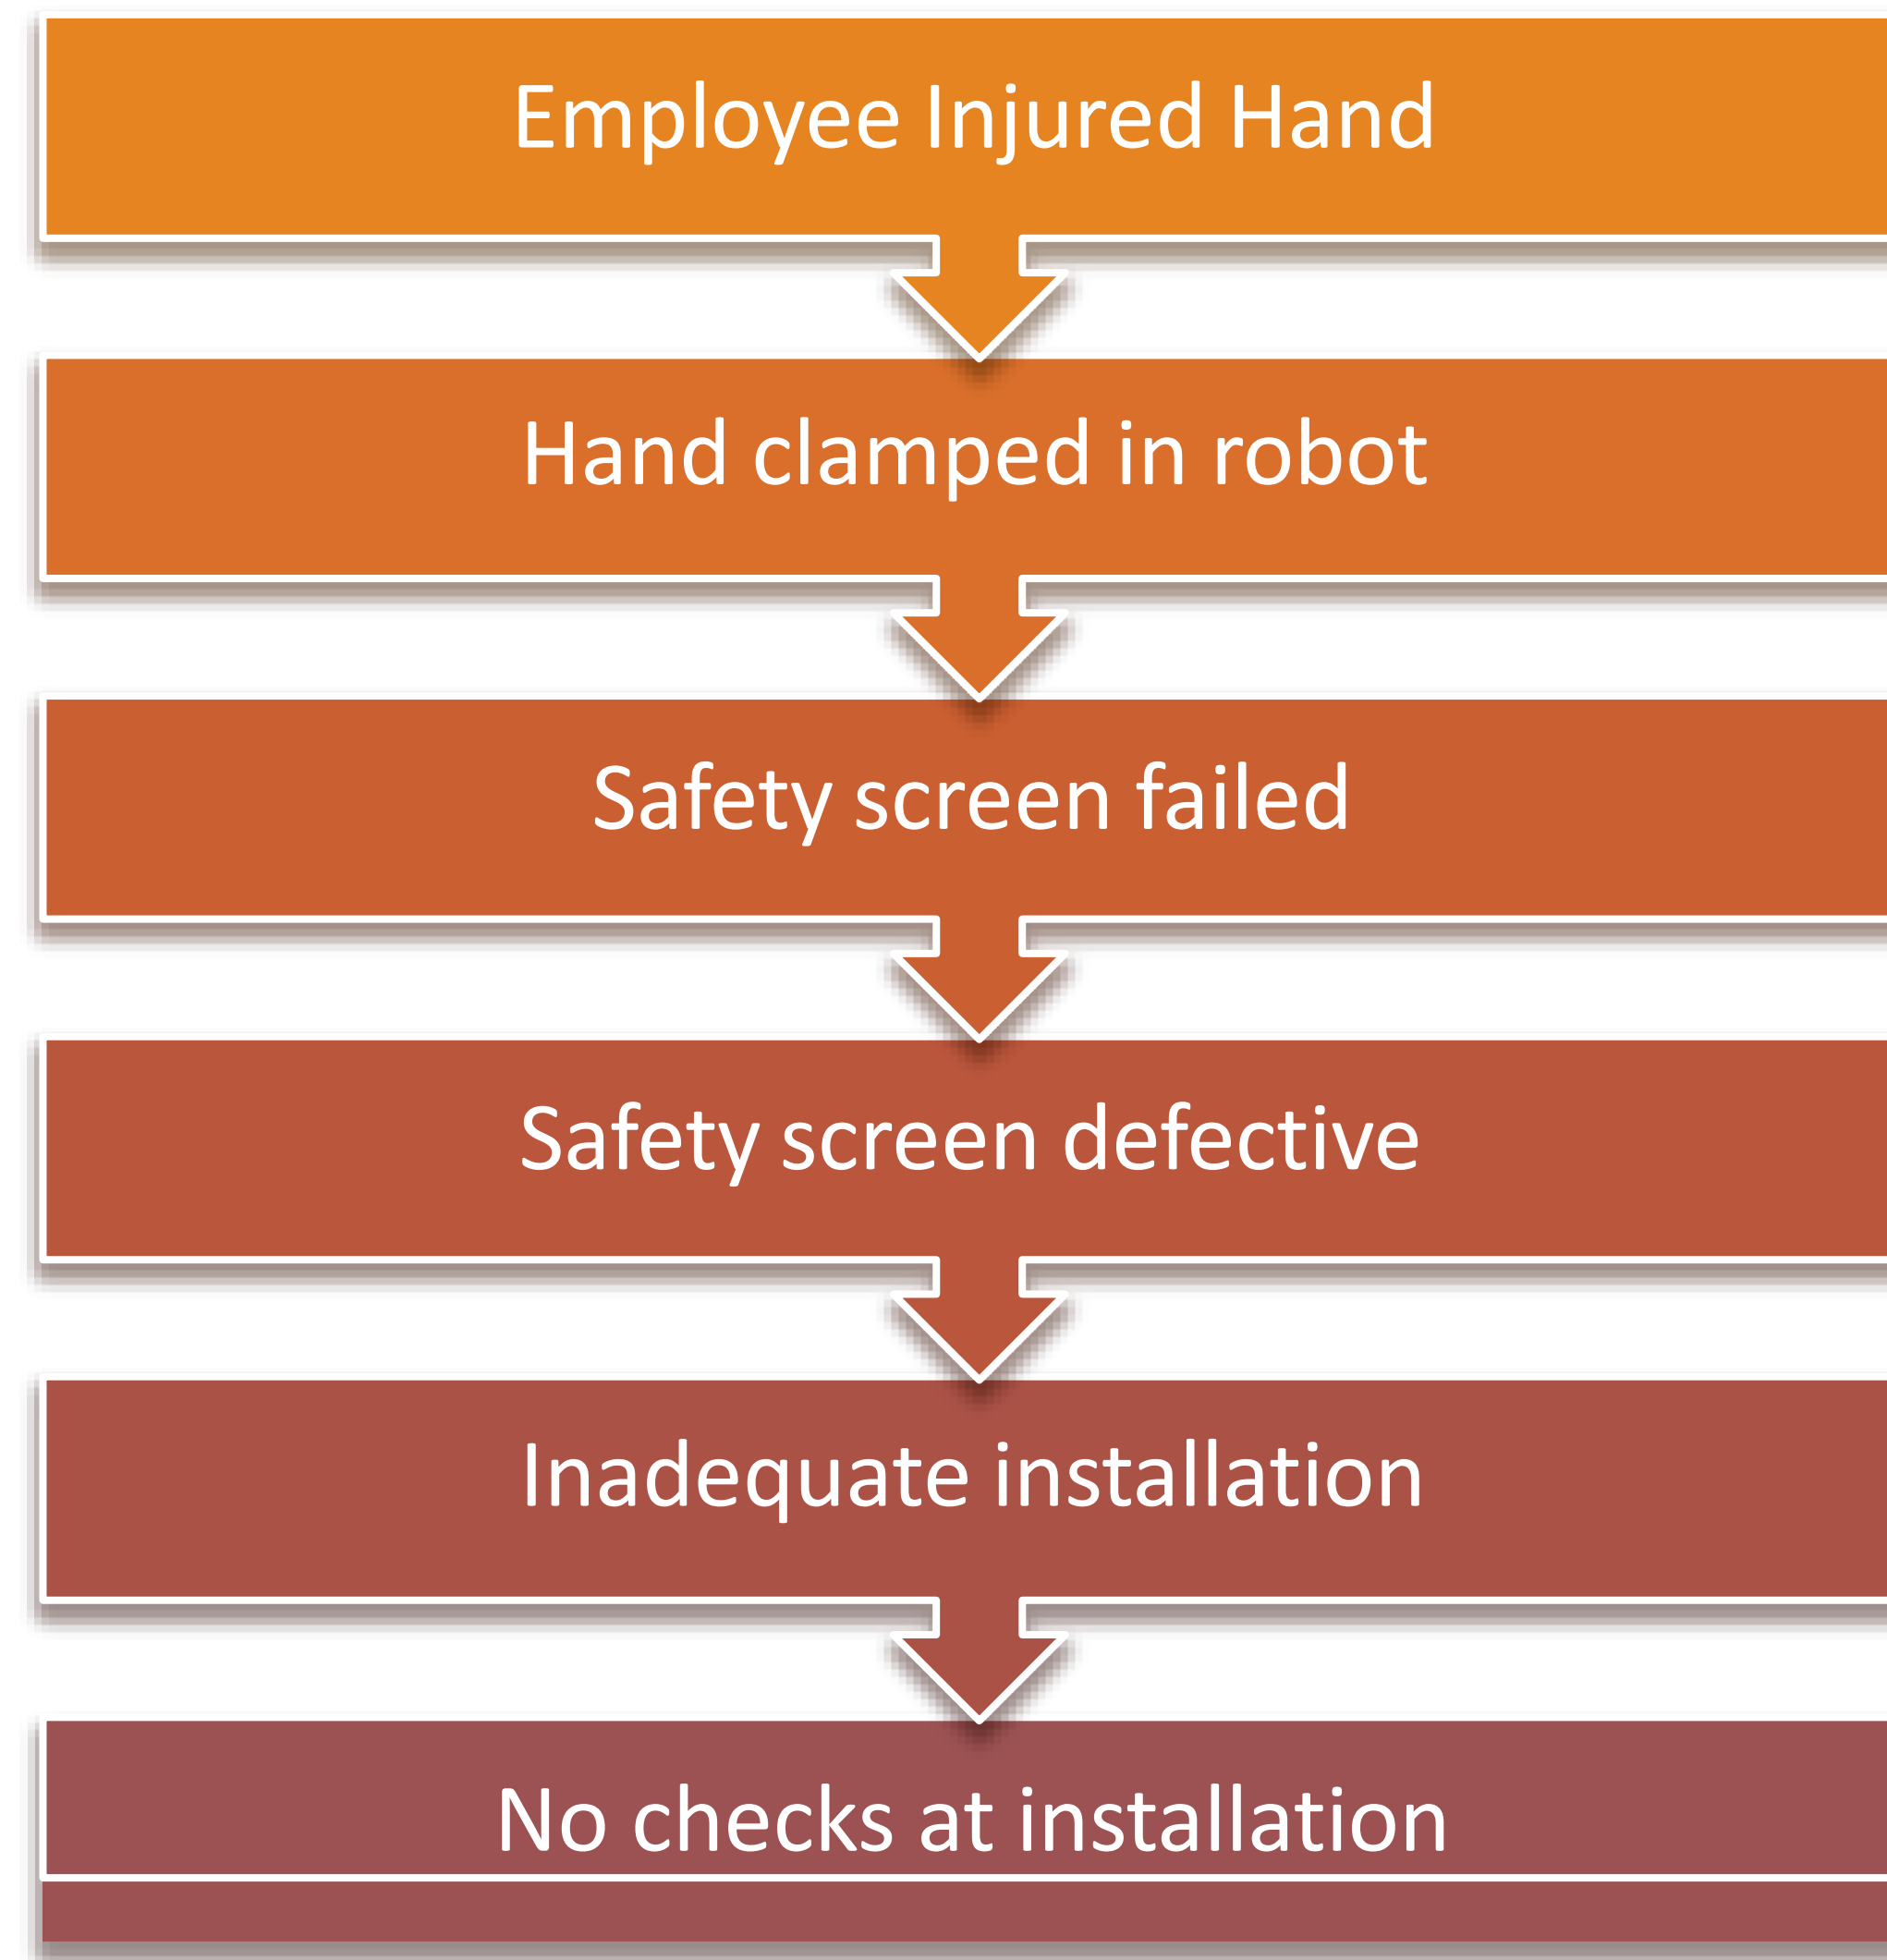 Employee Injured Hand
Hand clamped in robot
Safety screen failed
Safety screen defective
Inadequate installation
No checks at installation